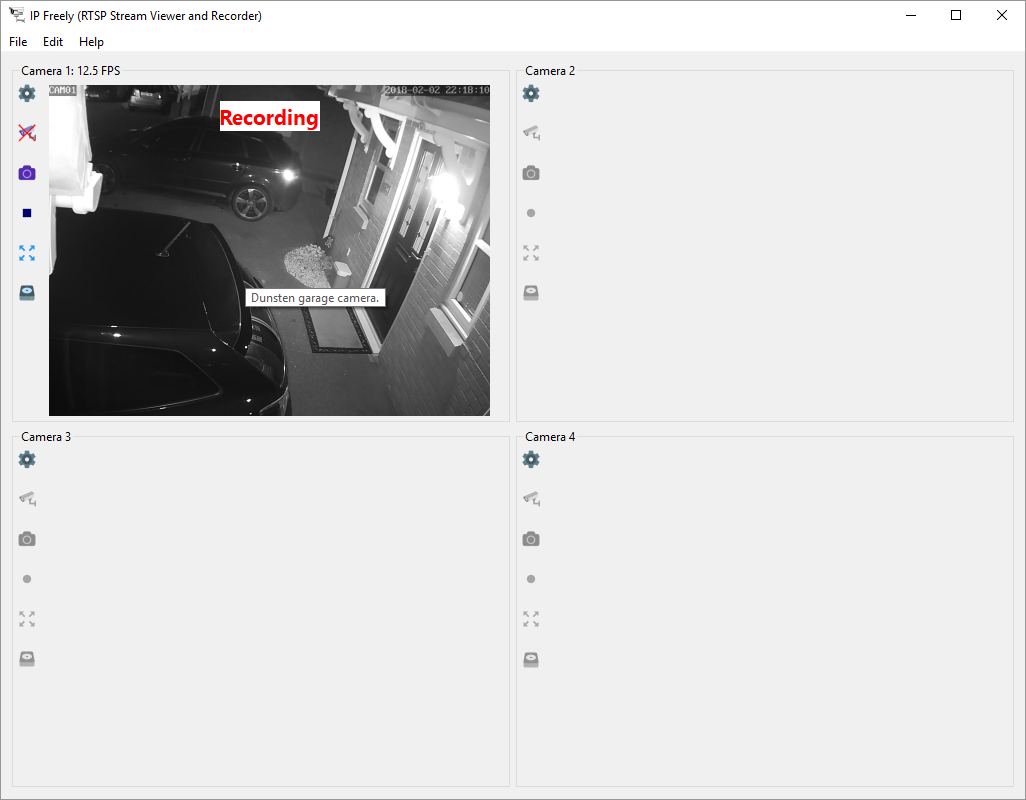 IP Freely (RTSP Stream Viewer and Recorder)
File Edit Help
Camera 1: 12.5 FPS
Camera 2
CAM01
2018-02-02 22:18:10
Recording
Dunsten garage camera.
Camera 3
Camera 4